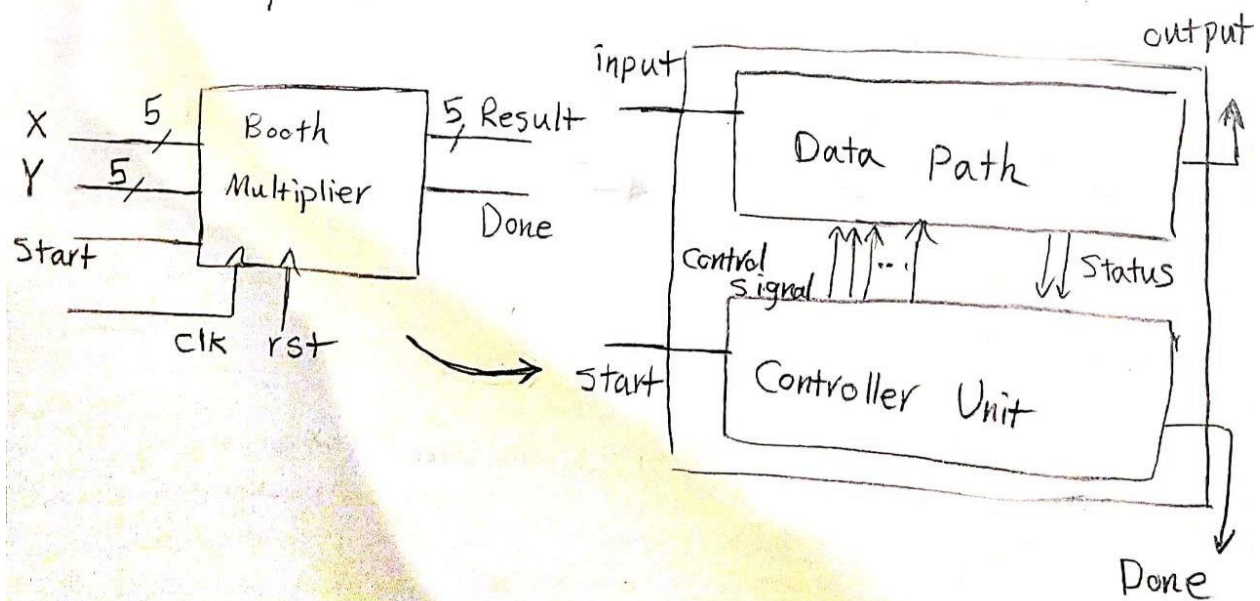 X
5
Y
5
Start
Booth
Multiplier
clk rst
5 Result
Done
input
output
Data Path
Control
signal
...
Status
Start
Controller Unit
Done